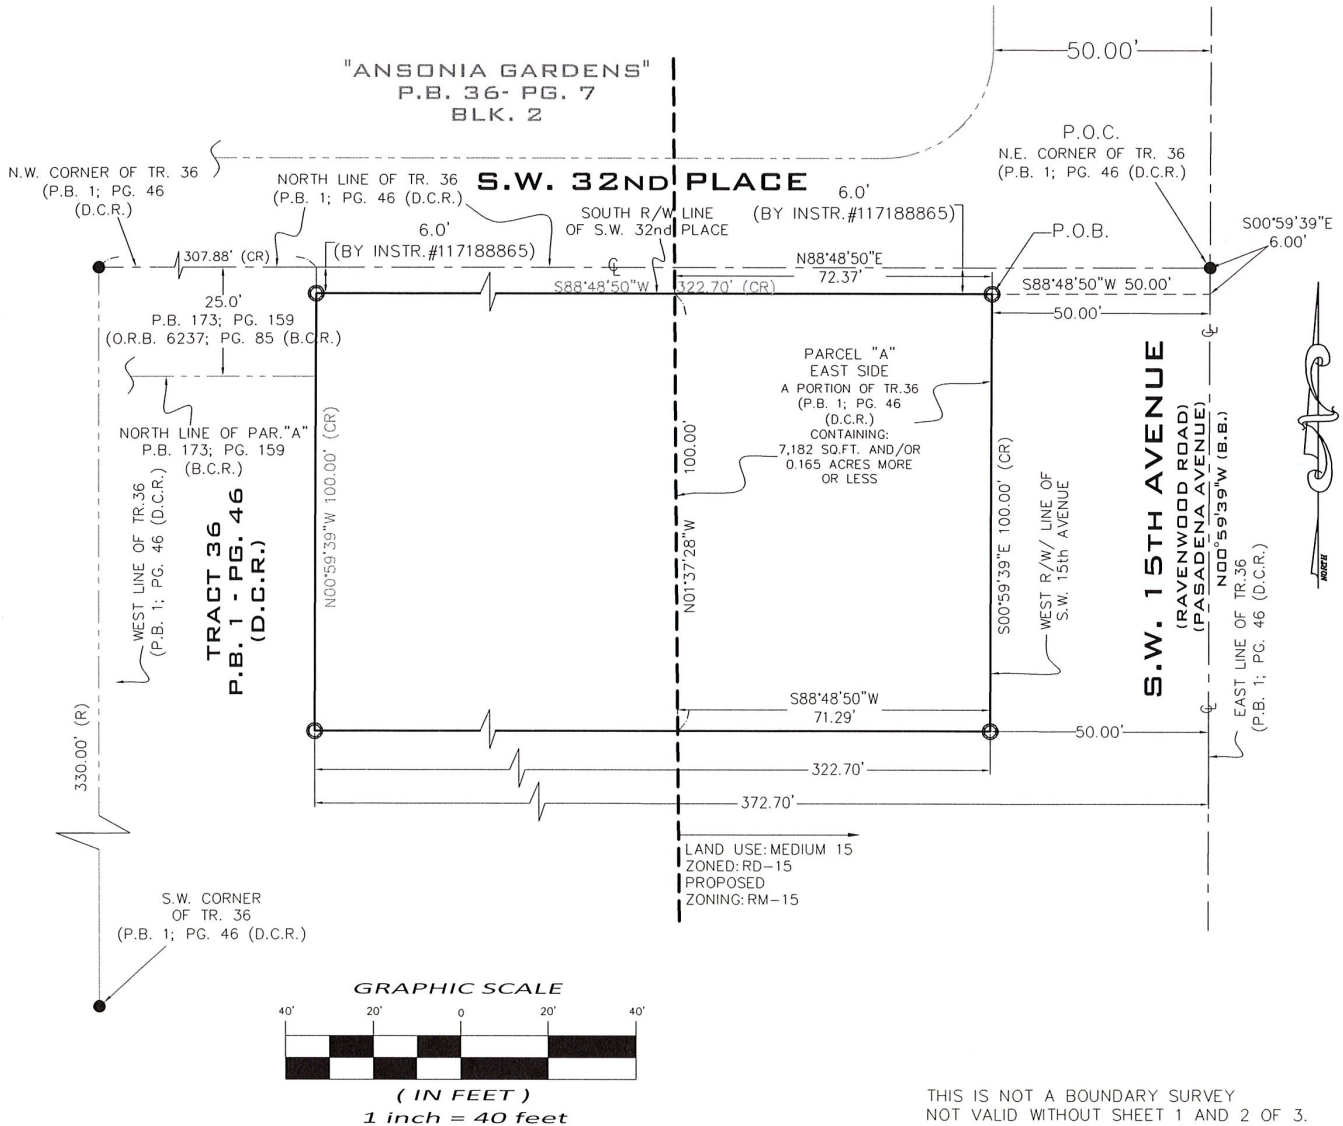 50.00'
"ANSONIA GARDENS"
P.B. 36- PG. 7
BLK. 2
P.O.C.
N.E. CORNER OF TR. 36
(P.B. 1; PG. 46 (D.C.R.)
N.W. CORNER OF TR. 36
(P.B. 1; PG. 46
(D.C.R.)
NORTH LINE OF TR. 36
(P.B. 1; PG. 46 (D.C.R.)
S.W. 32ND PLACE
6.0'
(BY INSTR.#117188865)
SOUTH R/W LINE
OF S.W. 32nd PLACE
6.0'
(BY INSTR.#117188865)
P.O.B.
S00°59'39"E
6.00'
307.88' (CR)
℄
N88°48'50"E
72.37'
S88°48'50"W 322.70' (CR)
S88°48'50"W 50.00'
50.00'
25.0'
P.B. 173; PG. 159
(O.R.B. 6237; PG. 85 (B.C.R.)
℄
PARCEL "A"
EAST SIDE
A PORTION OF TR.36
(P.B. 1; PG. 46
(D.C.R.)
CONTAINING:
7,182 SQ.FT. AND/OR
0.165 ACRES MORE
OR LESS
NORTH LINE OF PAR."A"
P.B. 173; PG. 159
(B.C.R.)
WEST LINE OF TR.36
(P.B. 1; PG. 46 (D.C.R.)
TRACT 36
P.B. 1 - PG. 46
(D.C.R.)
N00°59'39"W 100.00' (CR)
N01°37'28"W 100.00'
S00°59'39"E 100.00' (CR)
WEST R/W/ LINE OF
S.W. 15th AVENUE
S.W. 15TH AVENUE
(RAVENWOOD ROAD)
(PASADENA AVENUE)
N00°59'39"W (B.B.)
EAST LINE OF TR.36
(P.B. 1; PG. 46 (D.C.R.)
NORTH
330.00' (R)
S88°48'50"W
71.29'
℄
50.00'
322.70'
372.70'
LAND USE: MEDIUM 15
ZONED: RD-15
PROPOSED
ZONING: RM-15
S.W. CORNER
OF TR. 36
(P.B. 1; PG. 46 (D.C.R.)
GRAPHIC SCALE
40' 20' 0 20' 40'
( IN FEET )
1 inch = 40 feet
THIS IS NOT A BOUNDARY SURVEY
NOT VALID WITHOUT SHEET 1 AND 2 OF 3.